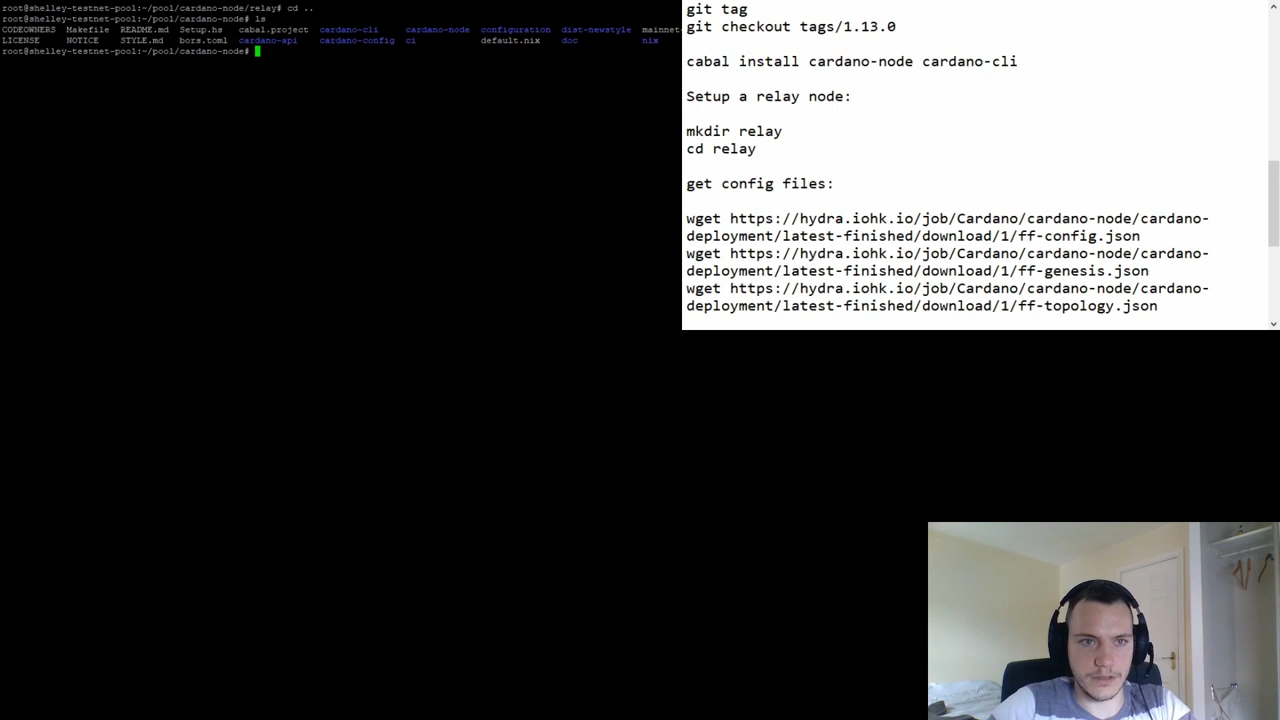 root@shelley-testnet-pool:~/pool/cardano-node/relay# cd ..
root@shelley-testnet-pool:~/pool/cardano-node# ls
CODEOWNERS Makefile README.md Setup.hs cabal.project cardano-cli cardano-node configuration dist-newstyle mainnet-
LICENSE NOTICE STYLE.md bors.toml cardano-api cardano-config ci default.nix doc nix
root@shelley-testnet-pool:~/pool/cardano-node#
git tag
git checkout tags/1.13.0
cabal install cardano-node cardano-cli
Setup a relay node:
mkdir relay
cd relay
get config files:
wget https://hydra.iohk.io/job/Cardano/cardano-node/cardano-
deployment/latest-finished/download/1/ff-config.json
wget https://hydra.iohk.io/job/Cardano/cardano-node/cardano-
deployment/latest-finished/download/1/ff-genesis.json
wget https://hydra.iohk.io/job/Cardano/cardano-node/cardano-
deployment/latest-finished/download/1/ff-topology.json